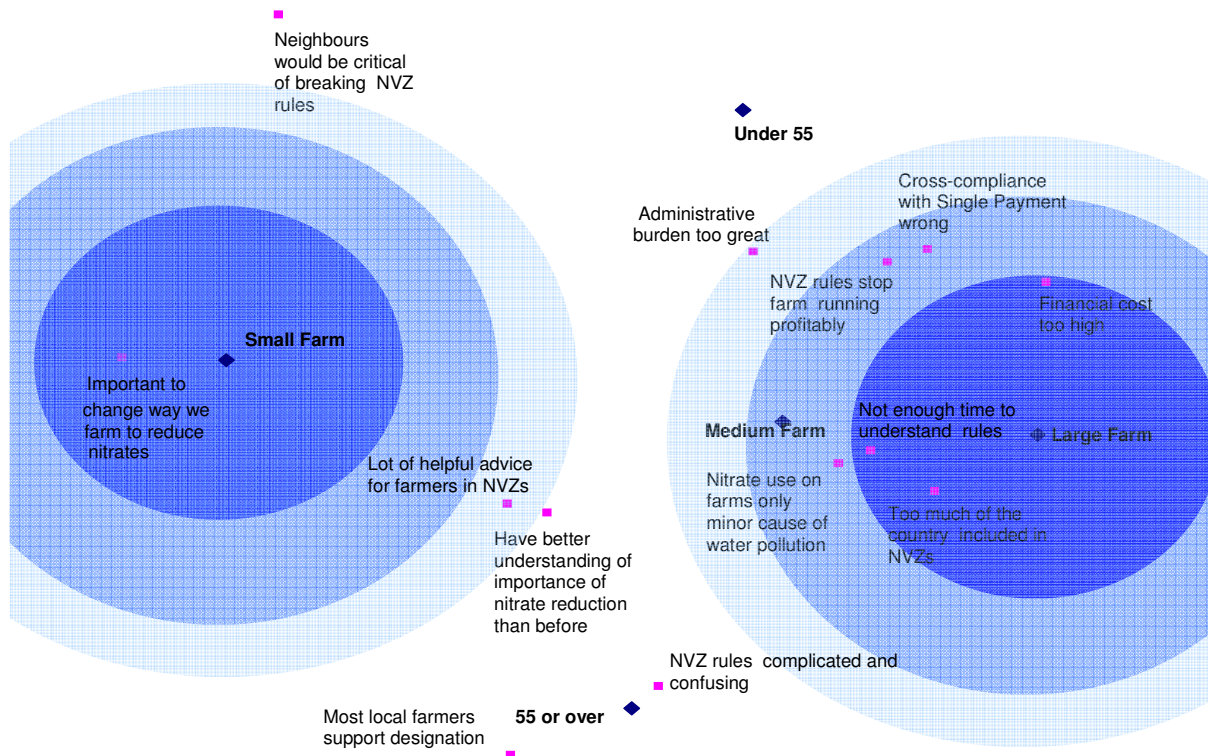 Neighbours
would be critical
of breaking NVZ
rules
Under 55
Cross-compliance
with Single Payment
wrong
Administrative
burden too great
NVZ rules stop
farm running
profitably
Financial cost
too high
Small Farm
Important to
change way we
farm to reduce
nitrates
Not enough time to
understand rules
Medium Farm
Large Farm
Lot of helpful advice
for farmers in NVZs
Nitrate use on
farms only
minor cause of
water pollution
Too much of the
country included in
NVZs
Have better
understanding of
importance of
nitrate reduction
than before
NVZ rules complicated and
confusing
55 or over
Most local farmers
support designation